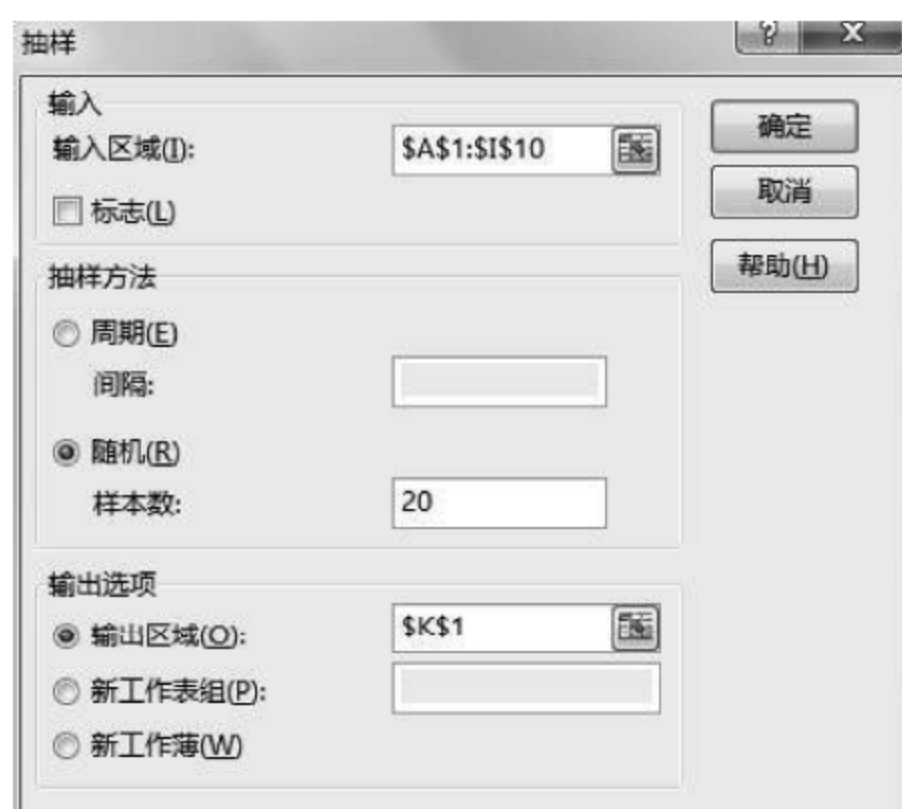 抽样
输入
输入区域(I): $A$1:$I$10
标志(L)
确定
取消
帮助(H)
抽样方法
周期(E)
间隔:
随机(R)
样本数: 20
输出选项
输出区域(O): $K$1
新工作表组(P):
新工作薄(W)